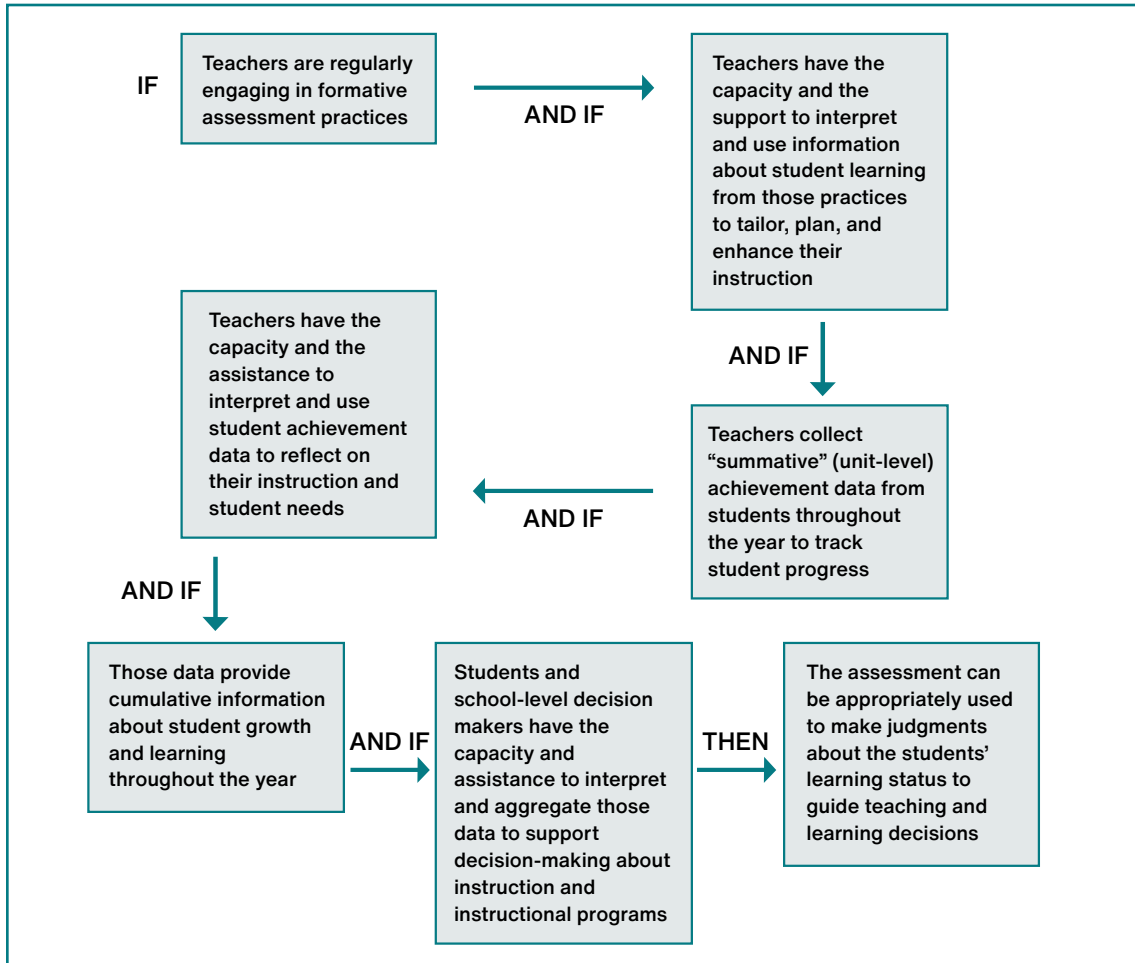 IF
Teachers are regularly
engaging in formative
assessment practices
AND IF
Teachers have the
capacity and the
support to interpret
and use information
about student learning
from those practices
to tailor, plan, and
enhance their
instruction
AND IF
Teachers collect
“summative” (unit-level)
achievement data from
students throughout
the year to track
student progress
AND IF
Teachers have the
capacity and the
assistance to
interpret and use
student achievement
data to reflect on
their instruction and
student needs
AND IF
Those data provide
cumulative information
about student growth
and learning
throughout the year
AND IF
Students and
school-level decision
makers have the
capacity and
assistance to interpret
and aggregate those
data to support
decision-making about
instruction and
instructional programs
THEN
The assessment can
be appropriately used
to make judgments
about the students’
learning status to
guide teaching and
learning decisions